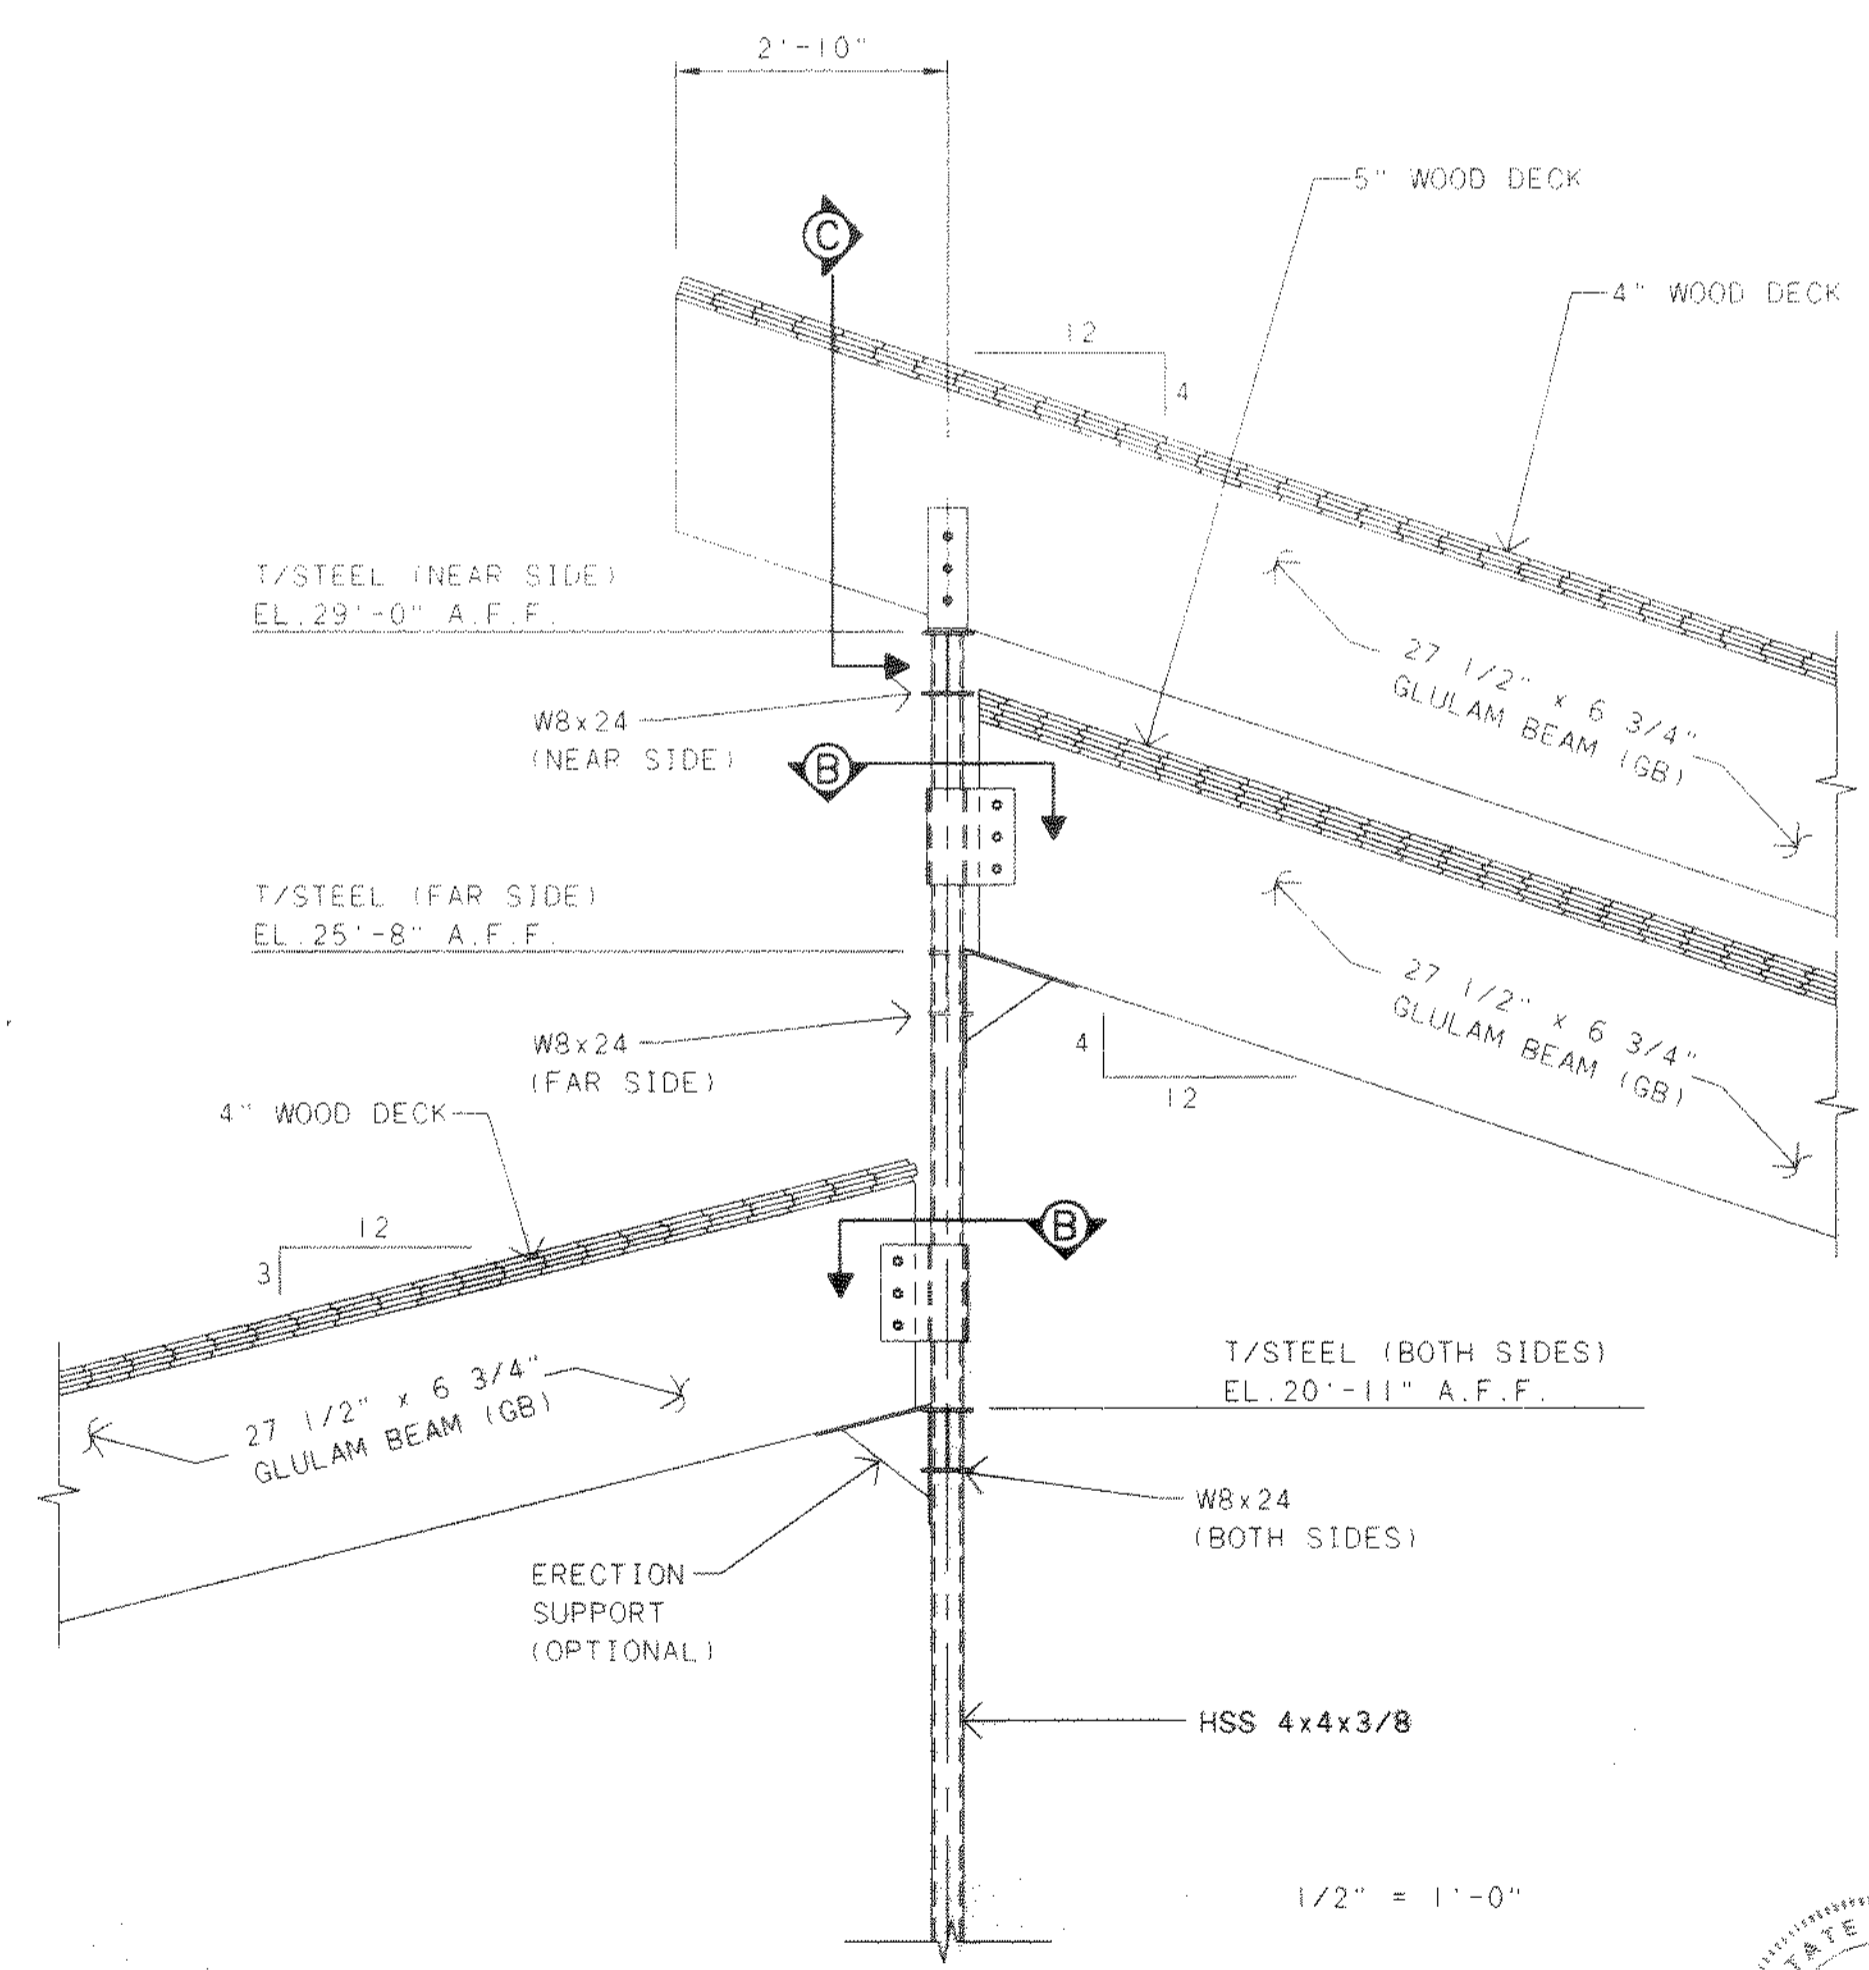 2'-10"
C
5" WOOD DECK
4" WOOD DECK
12
4
T/STEEL (NEAR SIDE)
EL.29'-0" A.F.F.
27 1/2" x 6 3/4"
GLULAM BEAM (GB)
W8x24
(NEAR SIDE)
B
T/STEEL (FAR SIDE)
EL.25'-8" A.F.F.
27 1/2" x 6 3/4"
GLULAM BEAM (GB)
W8x24
(FAR SIDE)
4
12
4" WOOD DECK
12
3
B
T/STEEL (BOTH SIDES)
EL.20'-11" A.F.F.
27 1/2" x 6 3/4"
GLULAM BEAM (GB)
W8x24
(BOTH SIDES)
ERECTION
SUPPORT
(OPTIONAL)
HSS 4x4x3/8
1/2" = 1'-0"
TATE